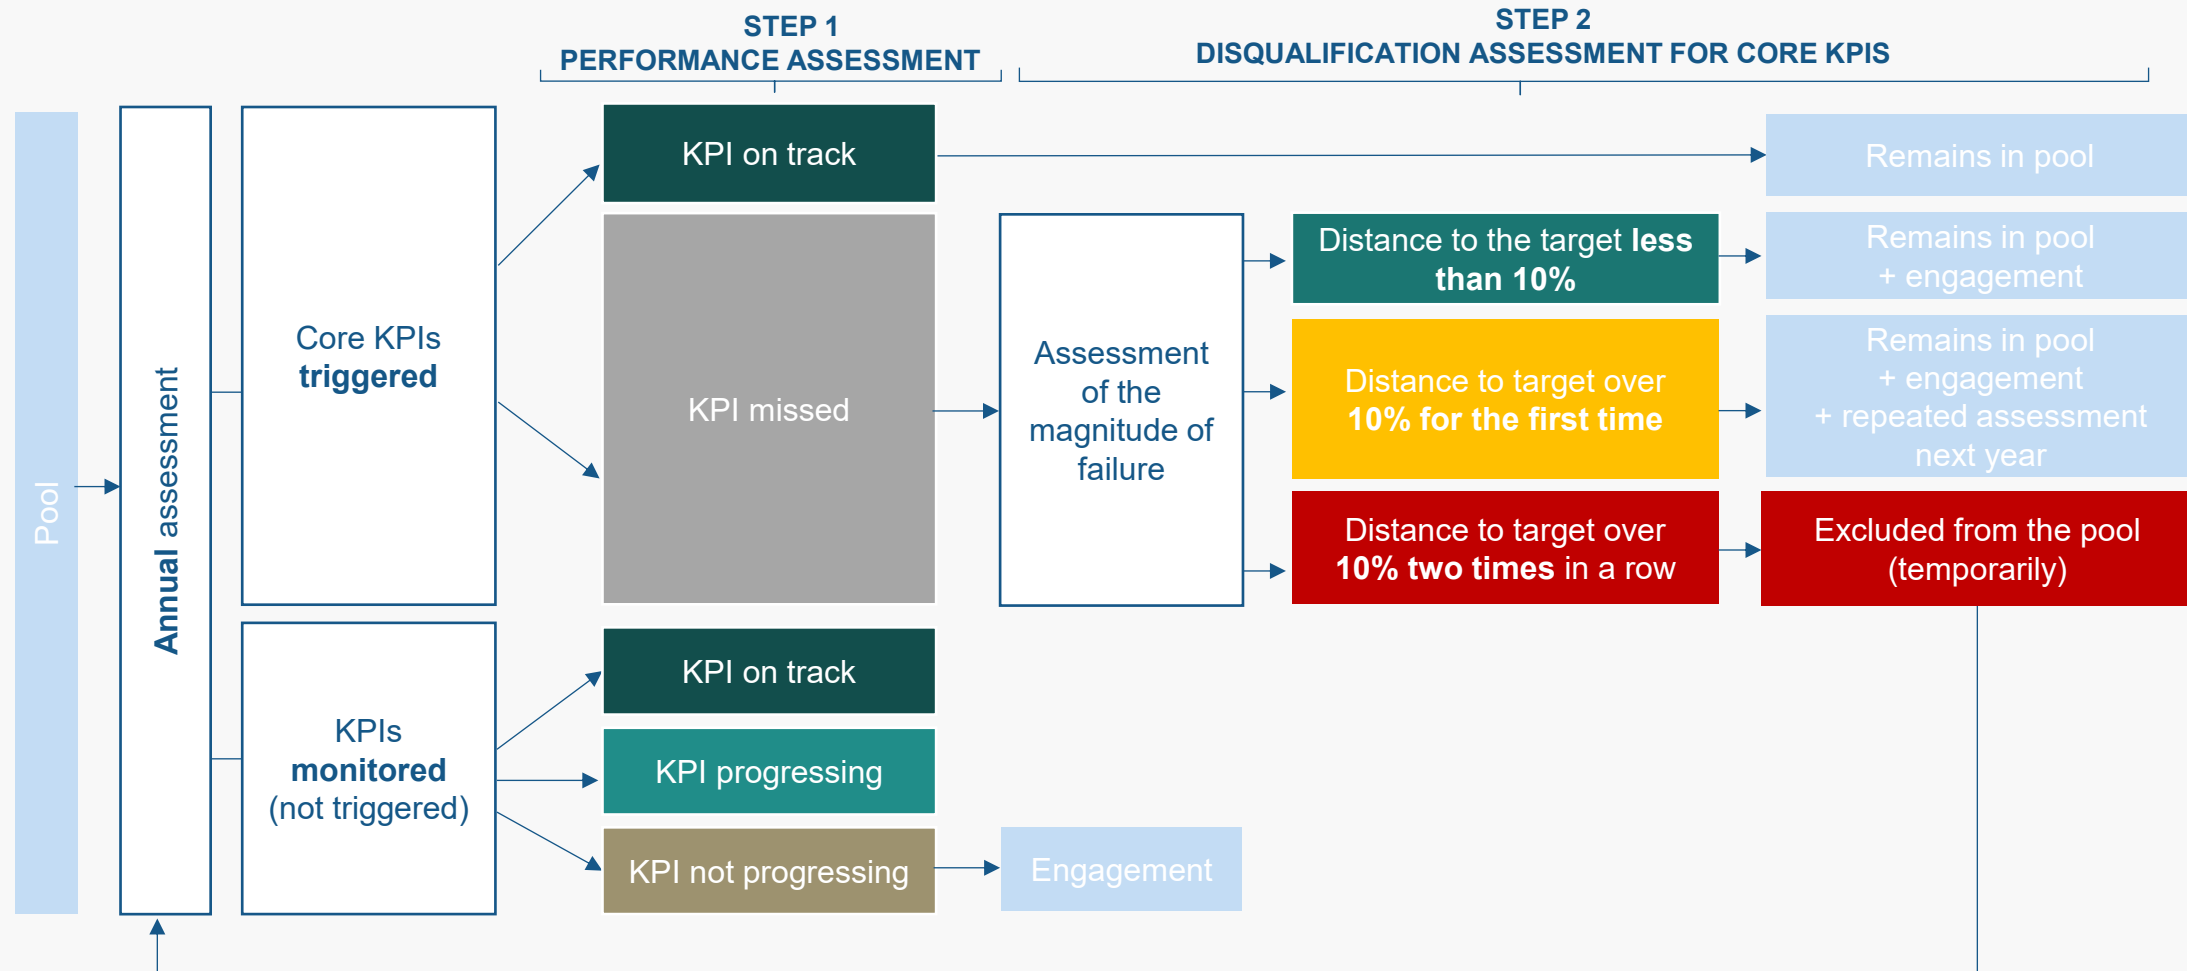 STEP 1
PERFORMANCE ASSESSMENT
STEP 2
DISQUALIFICATION ASSESSMENT FOR CORE KPIS
Pool
Annual assessment
Core KPIs
triggered
KPI on track
Remains in pool
KPI missed
Assessment
of the
magnitude of
failure
Distance to the target less
than 10%
Remains in pool
+ engagement
Distance to target over
10% for the first time
Remains in pool
+ engagement
+ repeated assessment
next year
Distance to target over
10% two times in a row
Excluded from the pool
(temporarily)
KPIs
monitored
(not triggered)
KPI on track
KPI progressing
KPI not progressing
Engagement